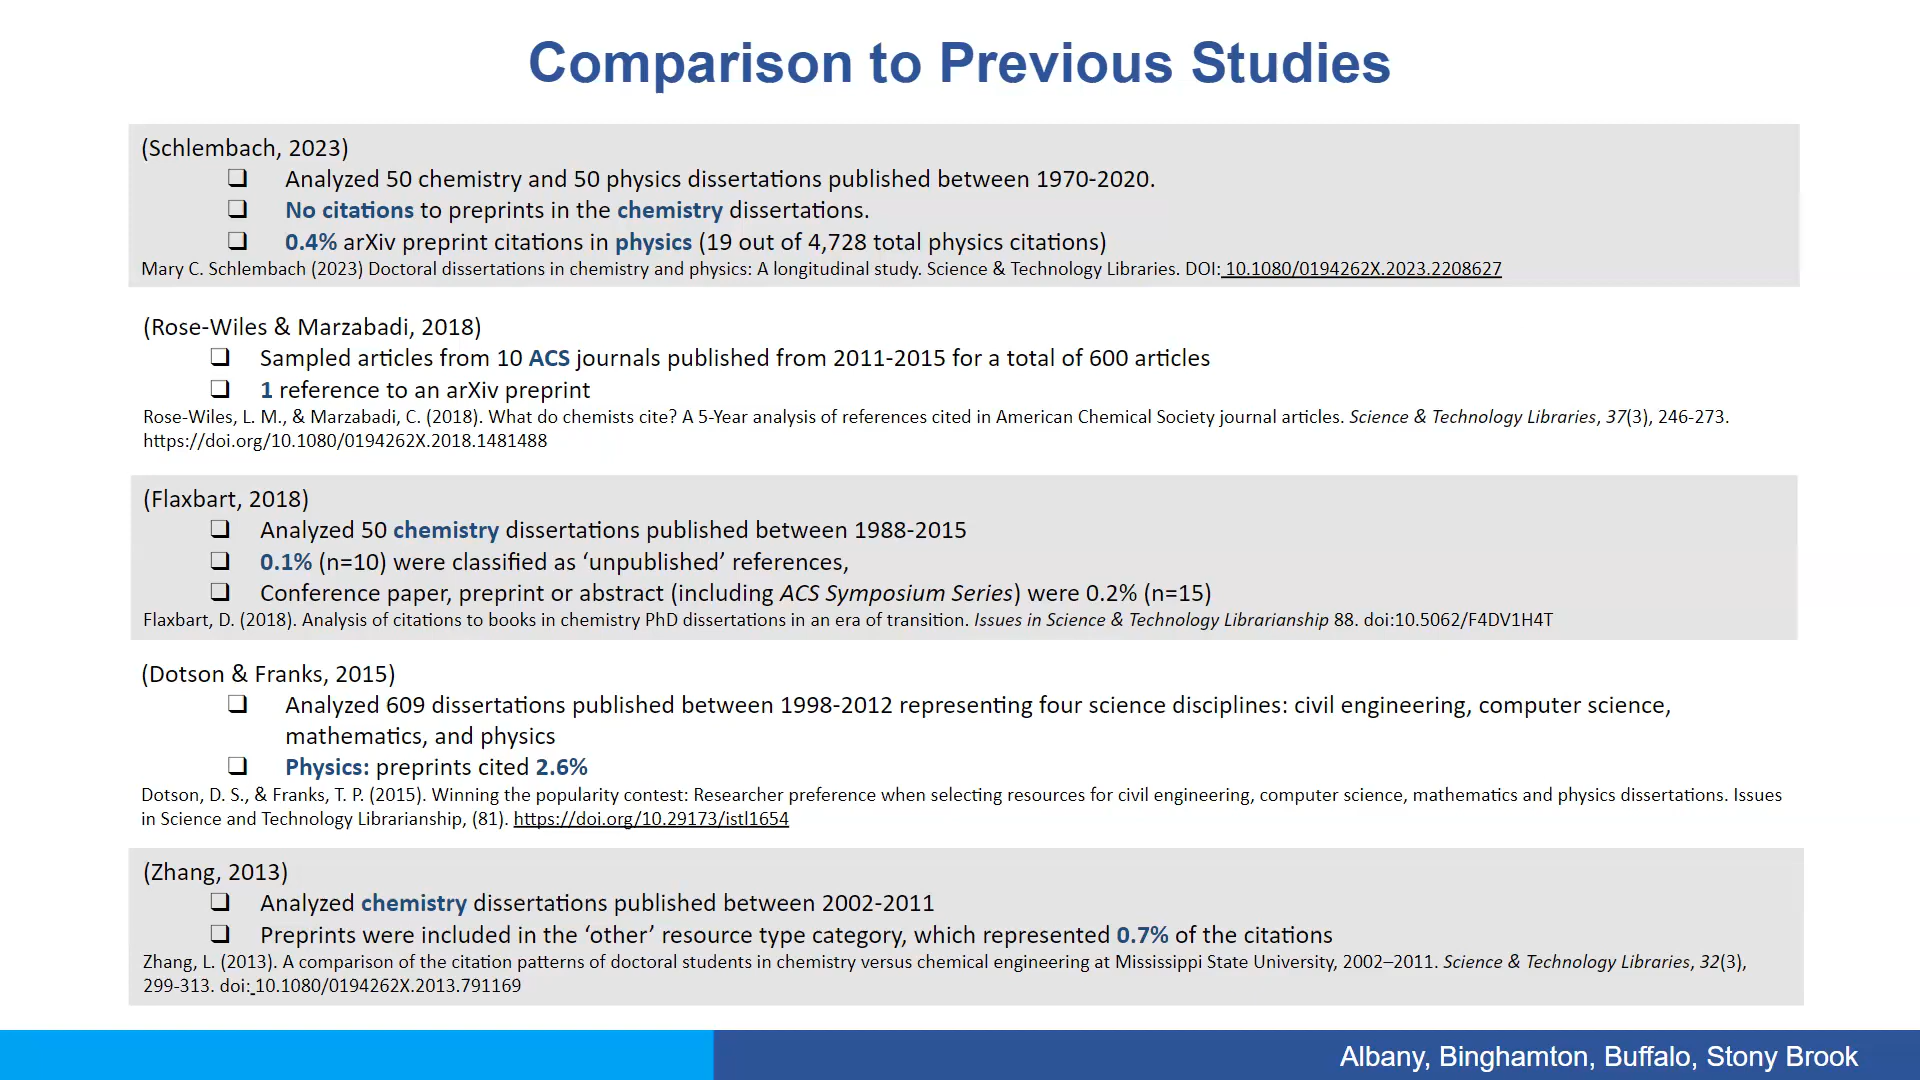 Comparison to Previous Studies
(Schlembach, 2023)
❑ Analyzed 50 chemistry and 50 physics dissertations published between 1970-2020.
❑ No citations to preprints in the chemistry dissertations.
❑ 0.4% arXiv preprint citations in physics (19 out of 4,728 total physics citations)
Mary C. Schlembach (2023) Doctoral dissertations in chemistry and physics: A longitudinal study. Science & Technology Libraries. DOI: 10.1080/0194262X.2023.2208627
(Rose-Wiles & Marzabadi, 2018)
❑ Sampled articles from 10 ACS journals published from 2011-2015 for a total of 600 articles
❑ 1 reference to an arXiv preprint
Rose-Wiles, L. M., & Marzabadi, C. (2018). What do chemists cite? A 5-Year analysis of references cited in American Chemical Society journal articles. Science & Technology Libraries, 37(3), 246-273.
https://doi.org/10.1080/0194262X.2018.1481488
(Flaxbart, 2018)
❑ Analyzed 50 chemistry dissertations published between 1988-2015
❑ 0.1% (n=10) were classified as ‘unpublished’ references,
❑ Conference paper, preprint or abstract (including ACS Symposium Series) were 0.2% (n=15)
Flaxbart, D. (2018). Analysis of citations to books in chemistry PhD dissertations in an era of transition. Issues in Science & Technology Librarianship 88. doi:10.5062/F4DV1H4T
(Dotson & Franks, 2015)
❑ Analyzed 609 dissertations published between 1998-2012 representing four science disciplines: civil engineering, computer science,
mathematics, and physics
❑ Physics: preprints cited 2.6%
Dotson, D. S., & Franks, T. P. (2015). Winning the popularity contest: Researcher preference when selecting resources for civil engineering, computer science, mathematics and physics dissertations. Issues
in Science and Technology Librarianship, (81). https://doi.org/10.29173/istl1654
(Zhang, 2013)
❑ Analyzed chemistry dissertations published between 2002-2011
❑ Preprints were included in the ‘other’ resource type category, which represented 0.7% of the citations
Zhang, L. (2013). A comparison of the citation patterns of doctoral students in chemistry versus chemical engineering at Mississippi State University, 2002–2011. Science & Technology Libraries, 32(3),
299-313. doi: 10.1080/0194262X.2013.791169
Albany, Binghamton, Buffalo, Stony Brook